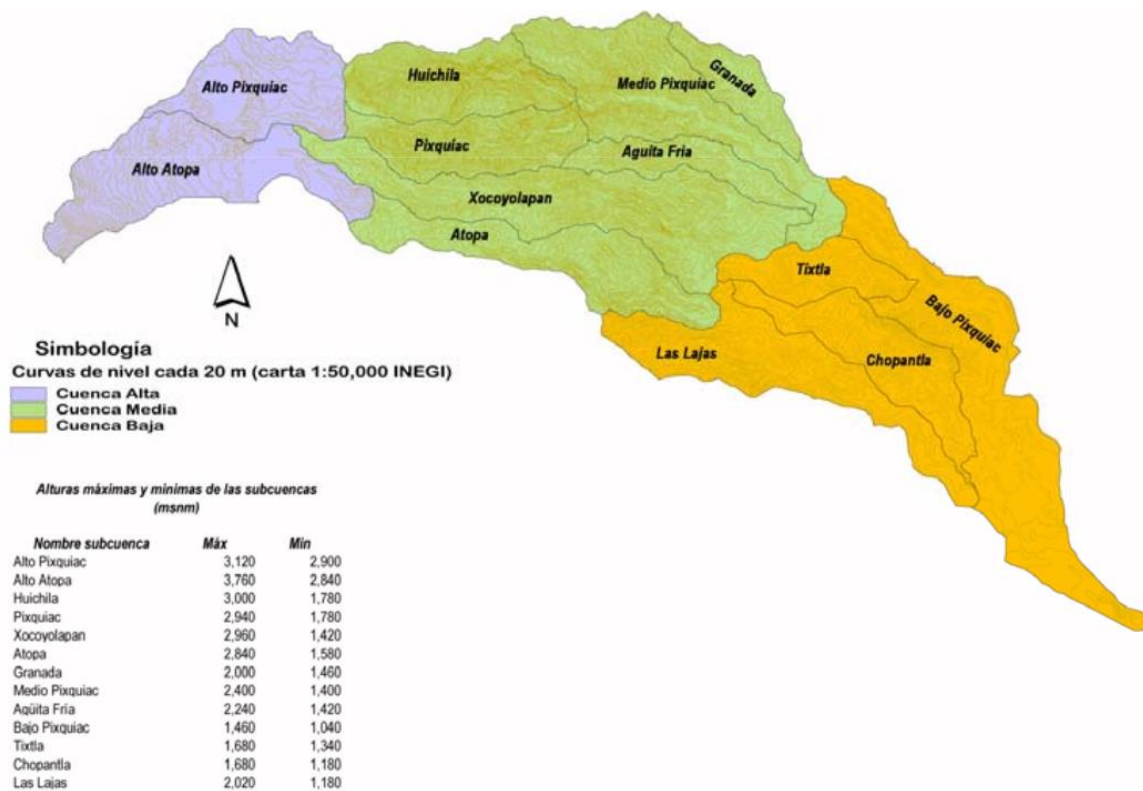 Granada
Huichila
Medio Pixquiac
Alto Pixquiac
Pixquiac
Agüita Fria
Alto Atopa
Xocoyolapan
Atopa
Tixtla
Bajo Pixquiac
Las Lajas
Chopantla
N
Simbología
Curvas de nivel cada 20 m (carta 1:50,000 INEGI)
Cuenca Alta
Cuenca Media
Cuenca Baja
Alturas máximas y mínimas de las subcuencas
(msnm)
Nombre subcuenca Máx Min
Alto Pixquiac 3,120 2,900
Alto Atopa 3,760 2,840
Huichila 3,000 1,780
Pixquiac 2,940 1,780
Xocoyolapan 2,960 1,420
Atopa 2,840 1,580
Granada 2,000 1,460
Medio Pixquiac 2,400 1,400
Agüita Fria 2,240 1,420
Bajo Pixquiac 1,460 1,040
Tixtla 1,680 1,340
Chopantla 1,680 1,180
Las Lajas 2,020 1,180